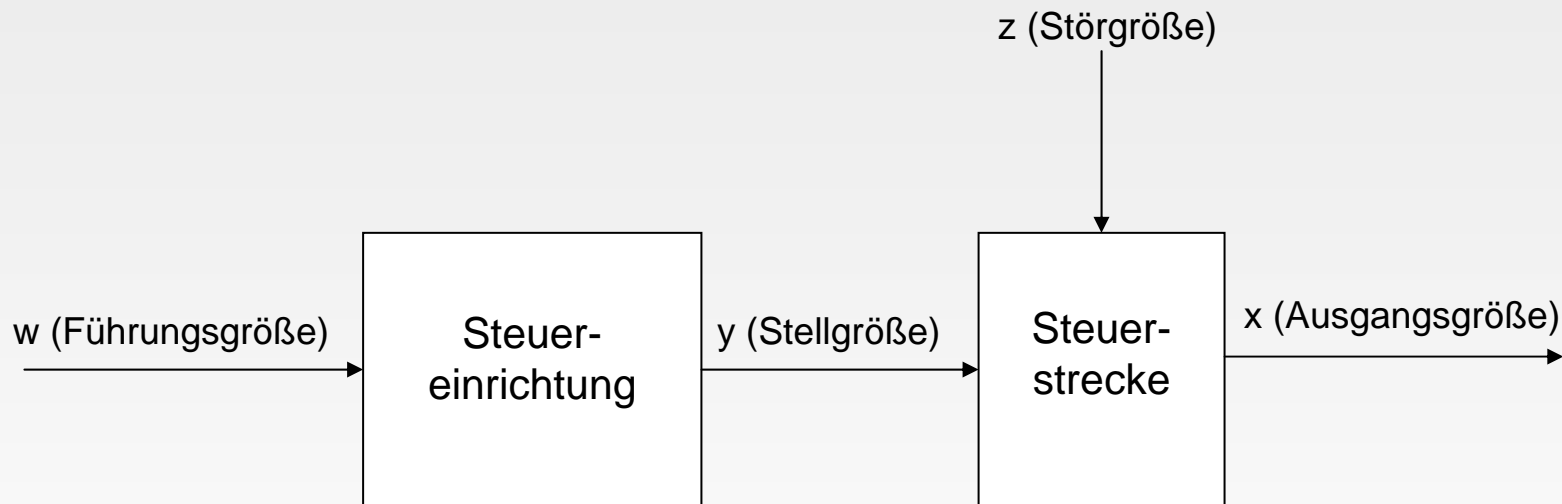 z (Störgröße)
w (Führungsgröße)
Steuer-
einrichtung
y (Stellgröße)
Steuer-
strecke
x (Ausgangsgröße)